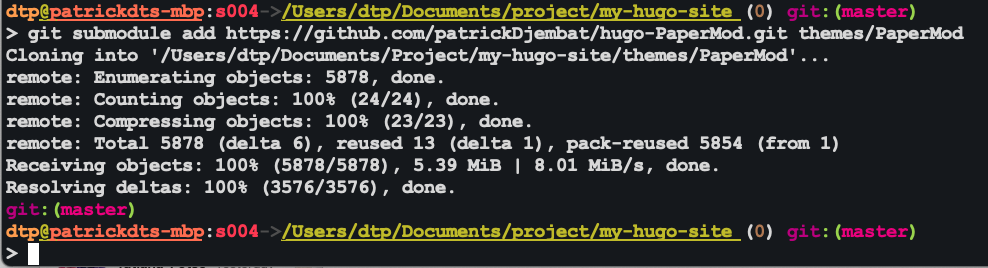 dtp@patrickdts-mbp:s004->/Users/dtp/Documents/project/my-hugo-site (0) git:(master)
> git submodule add https://github.com/patrickDjembat/hugo-PaperMod.git themes/PaperMod
Cloning into '/Users/dtp/Documents/Project/my-hugo-site/themes/PaperMod'...
remote: Enumerating objects: 5878, done.
remote: Counting objects: 100% (24/24), done.
remote: Compressing objects: 100% (23/23), done.
remote: Total 5878 (delta 6), reused 13 (delta 1), pack-reused 5854 (from 1)
Receiving objects: 100% (5878/5878), 5.39 MiB | 8.01 MiB/s, done.
Resolving deltas: 100% (3576/3576), done.
git:(master)
dtp@patrickdts-mbp:s004->/Users/dtp/Documents/project/my-hugo-site (0) git:(master)
>